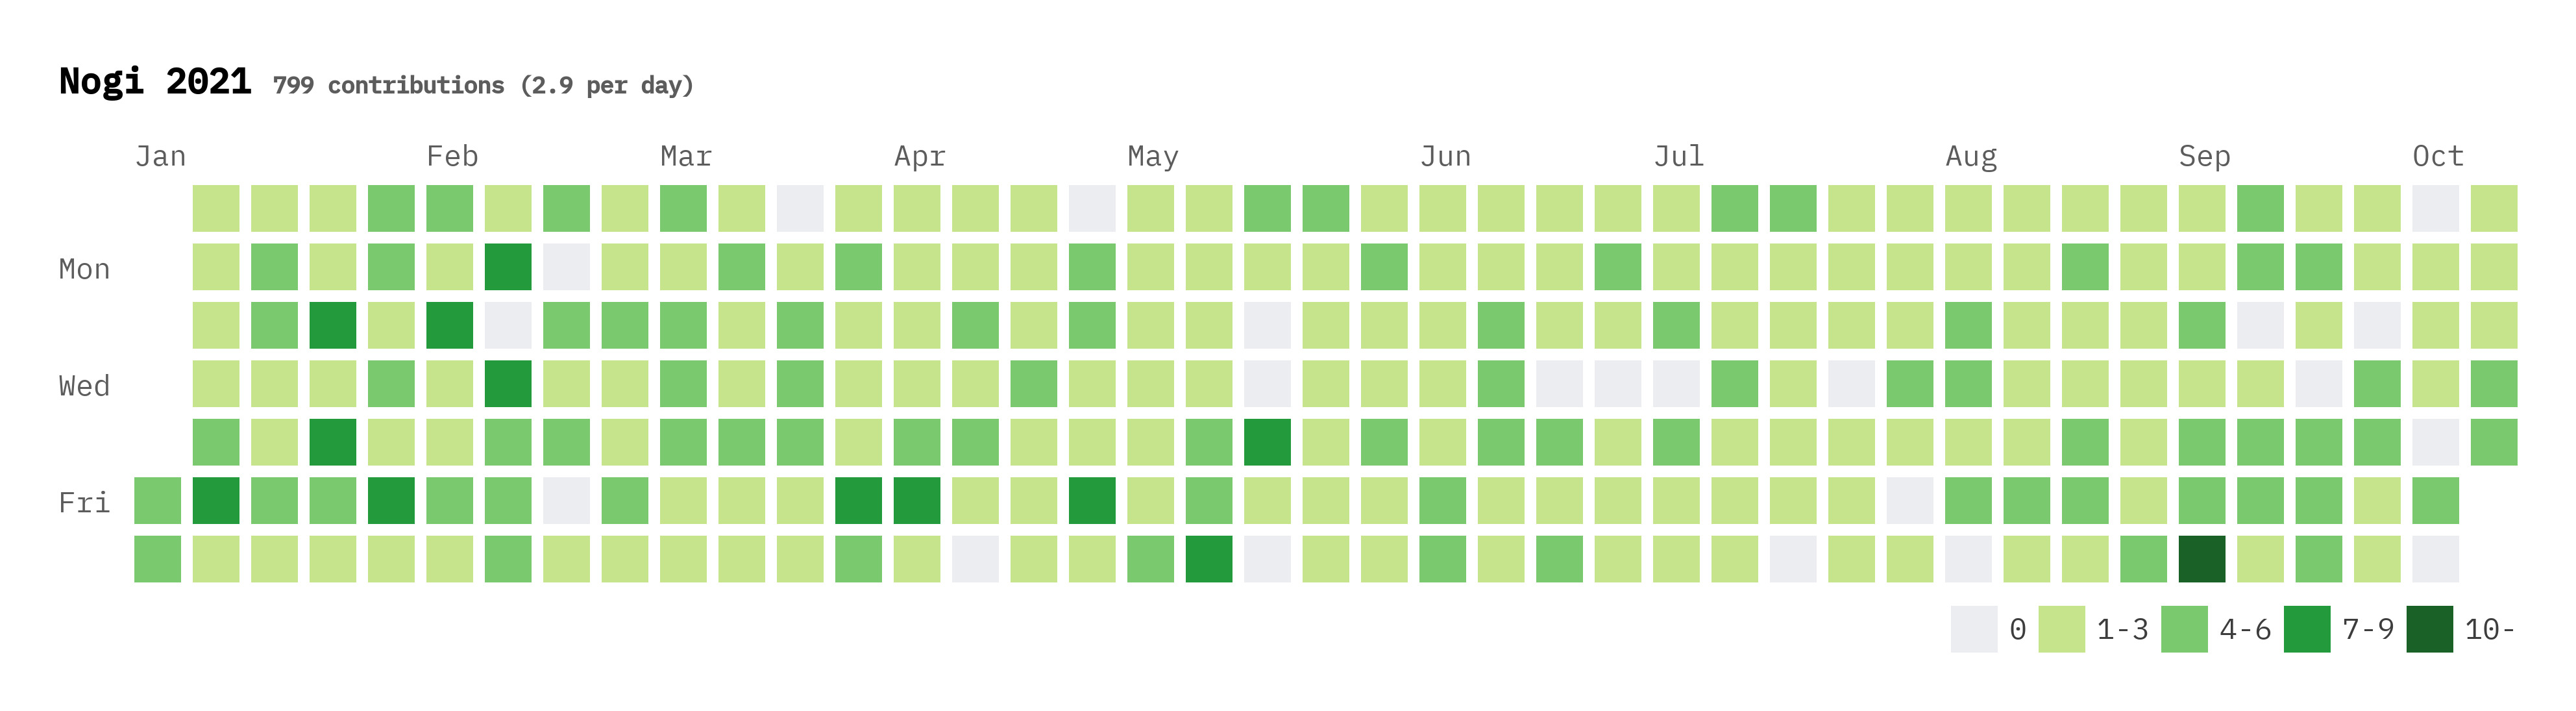 Nogi 2021 799 contributions (2.9 per day)
Jan Feb Mar Apr May Jun Jul Aug Sep Oct
Mon
Wed
Fri
0 1-3 4-6 7-9 10-